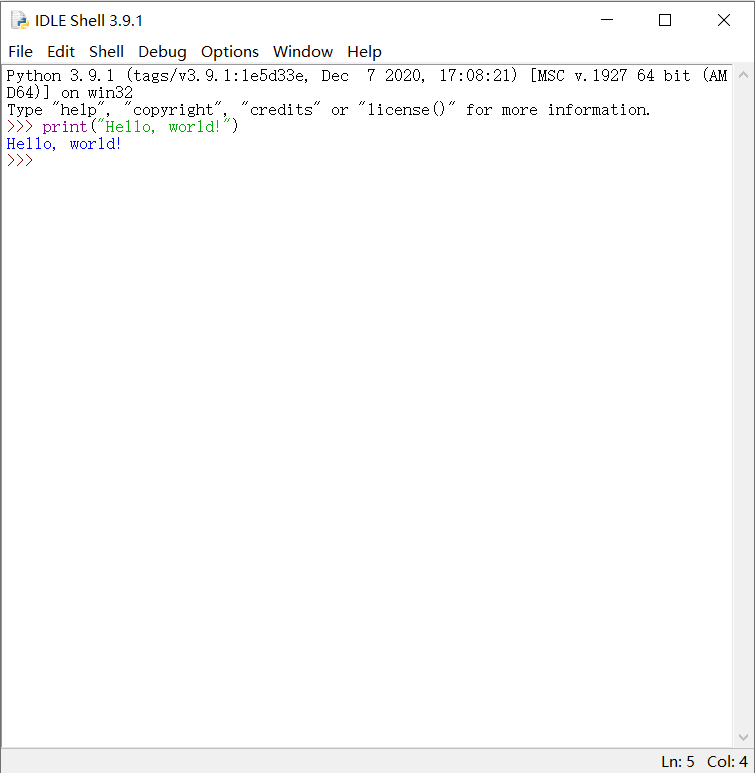 IDLE Shell 3.9.1
File Edit Shell Debug Options Window Help
Python 3.9.1 (tags/v3.9.1:1e5d33e, Dec  7 2020, 17:08:21) [MSC v.1927 64 bit (AM
D64)] on win32
Type "help", "copyright", "credits" or "license()" for more information.
>>> print("Hello, world!")
Hello, world!
>>>
Ln: 5 Col: 4